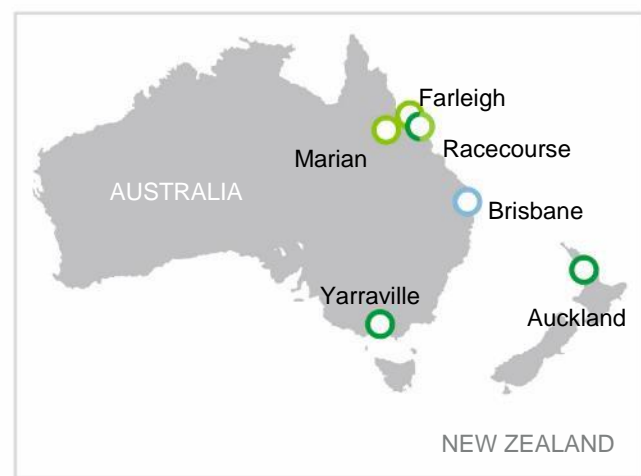 Farleigh
Racecourse
Marian
AUSTRALIA
Brisbane
Yarraville
Auckland
NEW ZEALAND